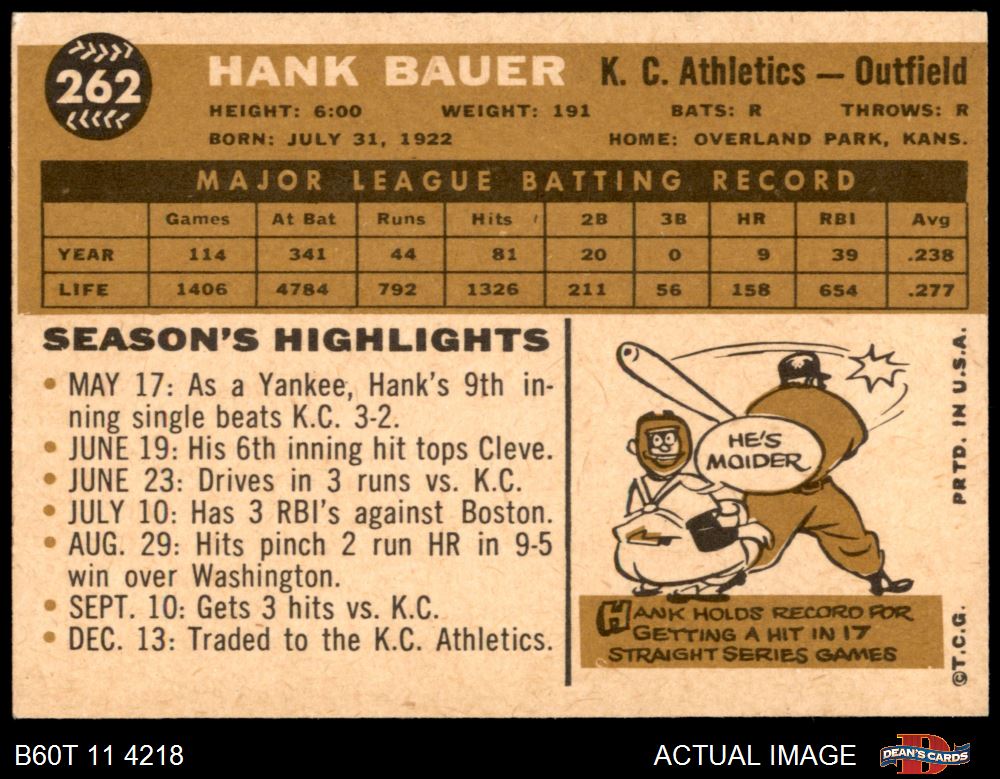 262
HANK BAUER K. C. Athletics — Outfield
HEIGHT: 6:00 WEIGHT: 191 BATS: R THROWS: R
BORN: JULY 31, 1922 HOME: OVERLAND PARK, KANS.
MAJOR LEAGUE BATTING RECORD
Games At Bat Runs Hits 2B 3B HR RBI Avg
YEAR 114 341 44 81 20 0 9 39 .238
LIFE 1406 4784 792 1326 211 56 158 654 .277
SEASON'S HIGHLIGHTS
• MAY 17: As a Yankee, Hank's 9th in-
ning single beats K.C. 3-2.
• JUNE 19: His 6th inning hit tops Cleve.
• JUNE 23: Drives in 3 runs vs. K.C.
• JULY 10: Has 3 RBI's against Boston.
• AUG. 29: Hits pinch 2 run HR in 9-5
win over Washington.
• SEPT. 10: Gets 3 hits vs. K.C.
• DEC. 13: Traded to the K.C. Athletics.
HE'S
MOIDER
HANK HOLDS RECORD FOR
GETTING A HIT IN 17
STRAIGHT SERIES GAMES
©T.C.G. PRTD. IN U.S.A.
B60T 11 4218 ACTUAL IMAGE DEAN'S CARDS